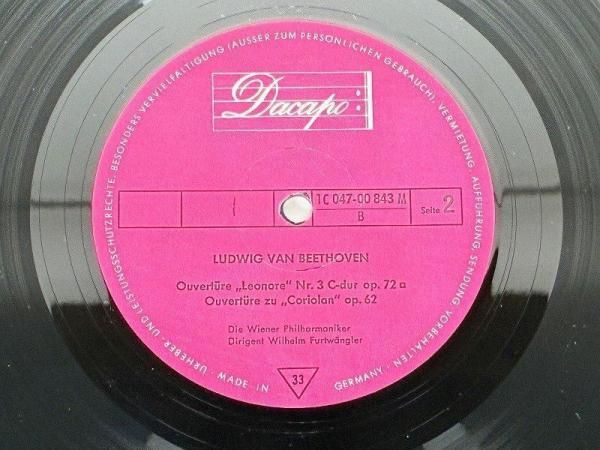 URHEBER- UND LEISTUNGSSCHUTZRECHTE, BESONDERS VERVIELFÄLTIGUNG (AUSSER ZUM PERSÖNLICHEN GEBRAUCH), VERMIETUNG, AUFFÜHRUNG, SENDUNG VORBEHALTEN · MADE IN GERMANY ·
Dacapo
1C 047-00 843 M
B
Seite 2
LUDWIG VAN BEETHOVEN
Ouvertüre „Leonore" Nr. 3 C-dur op. 72 a
Ouvertüre zu „Coriolan" op. 62
Die Wiener Philharmoniker
Dirigent Wilhelm Furtwängler
33